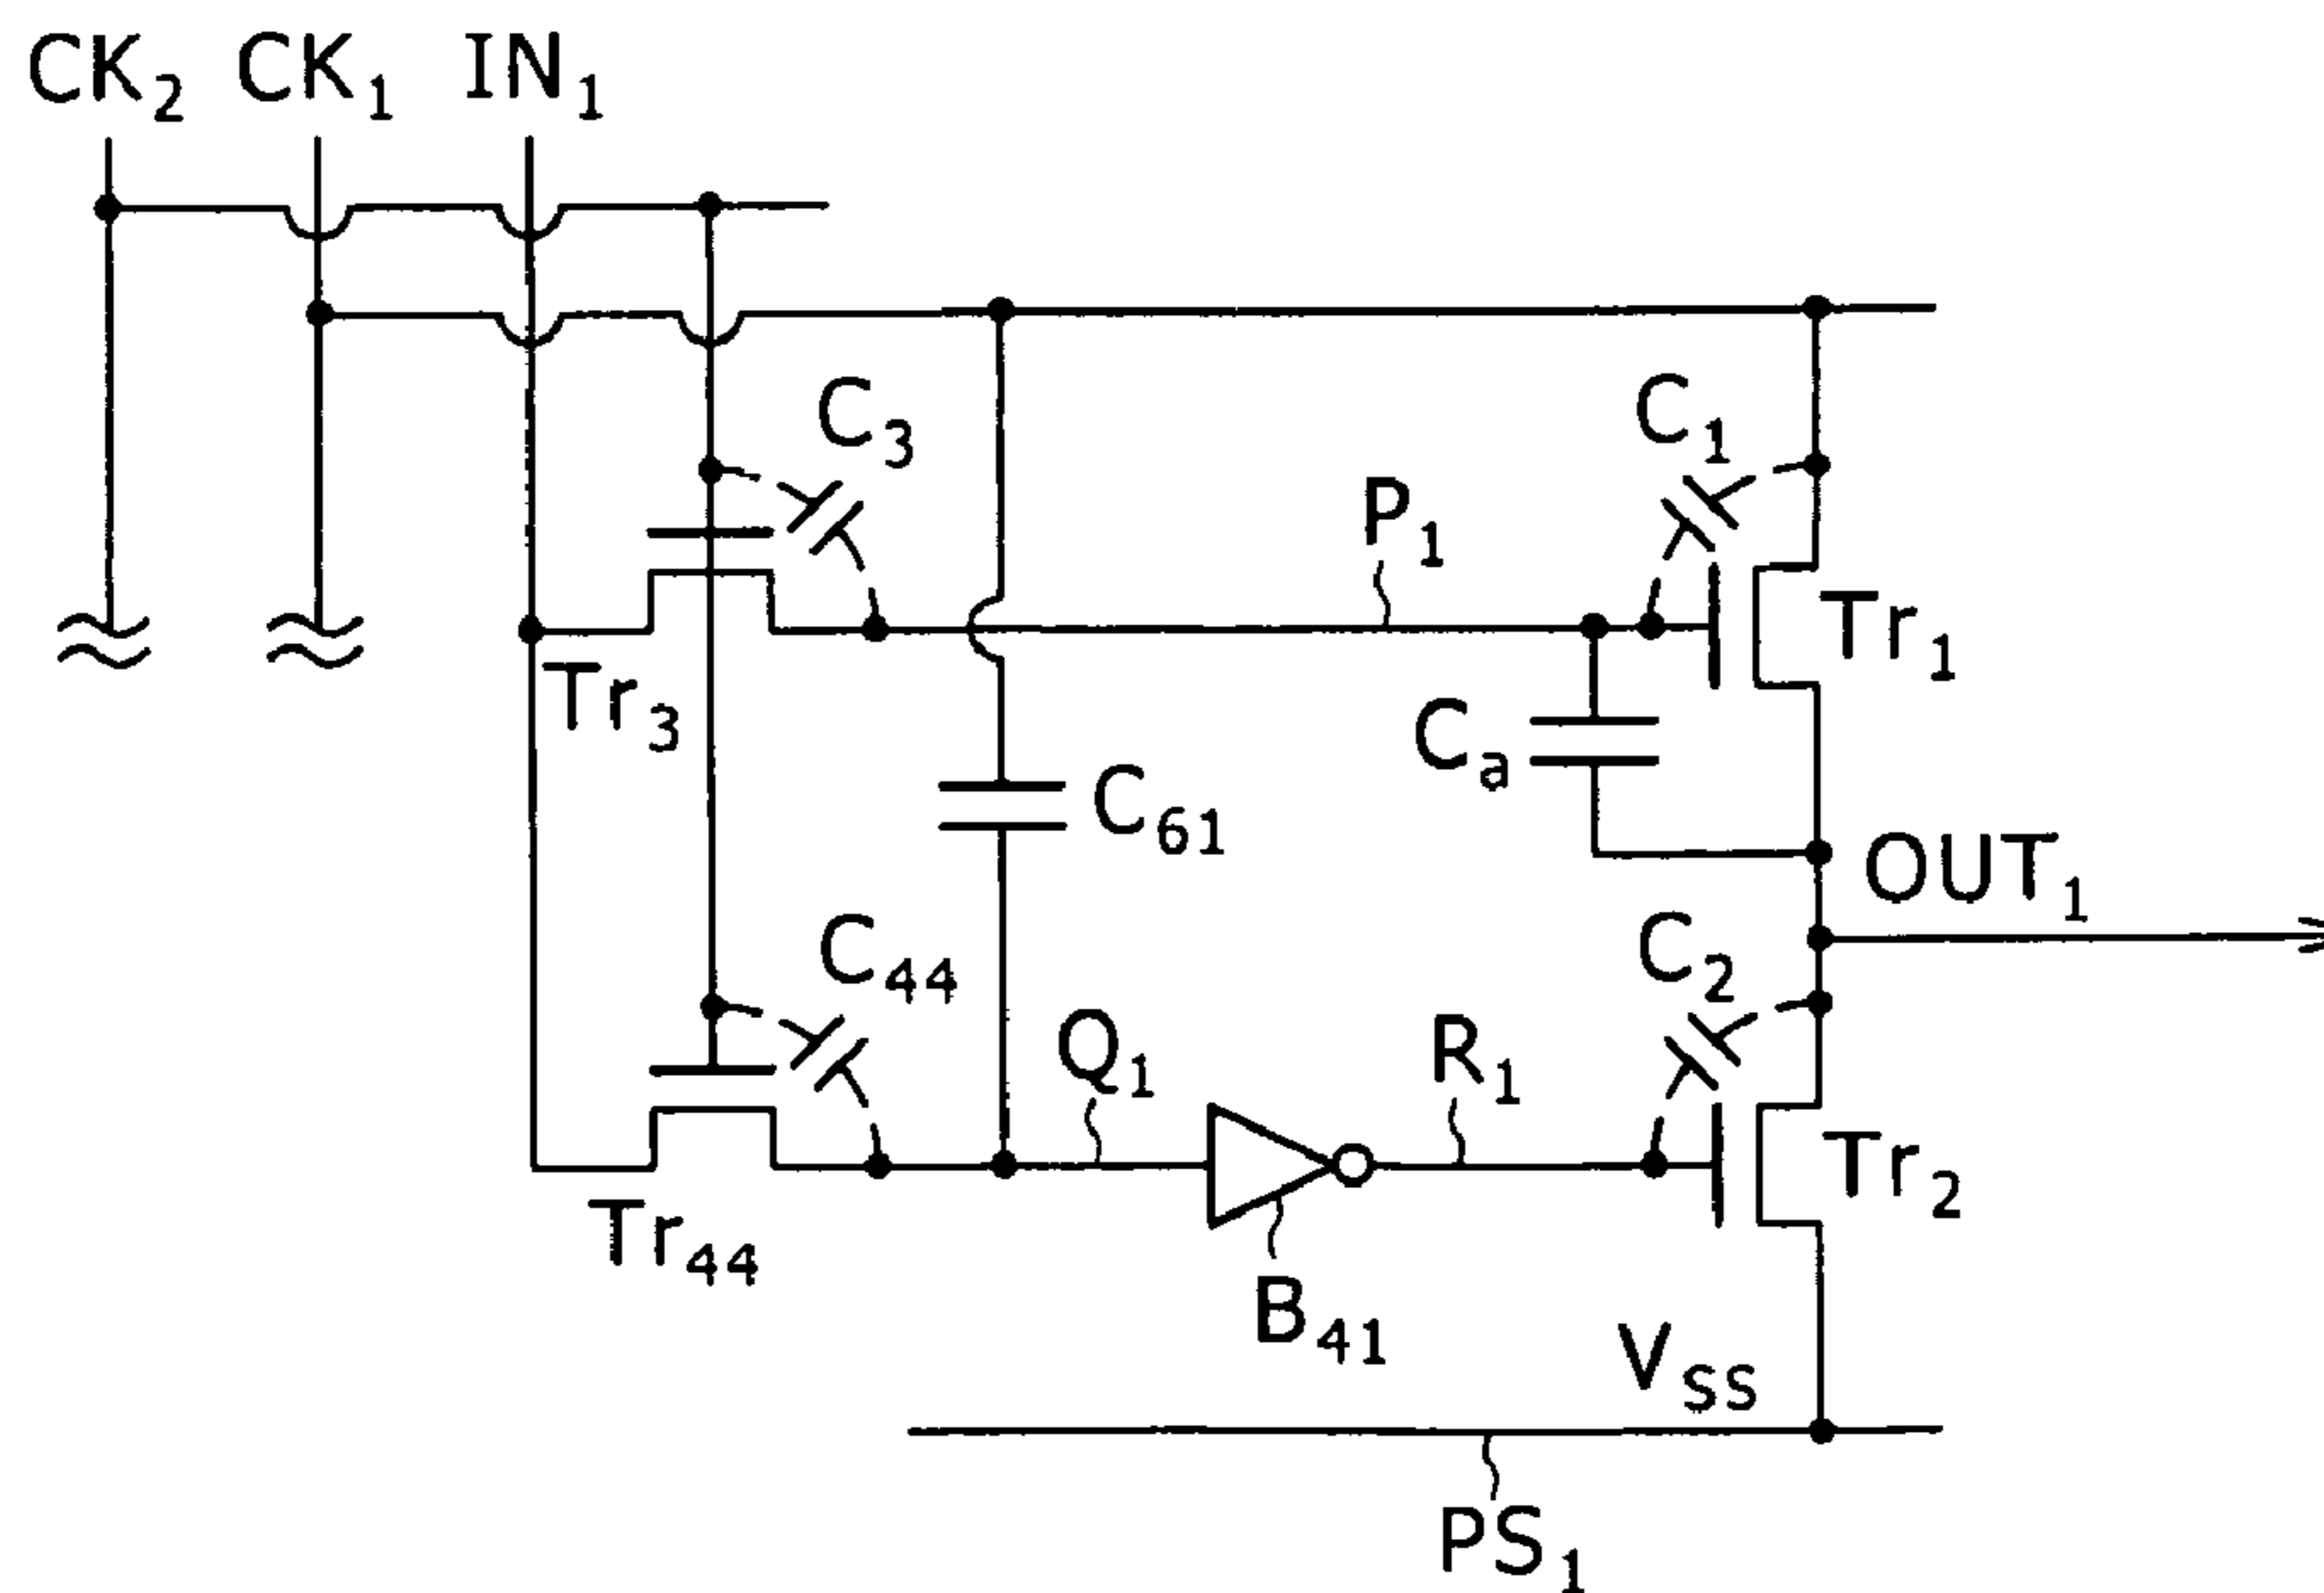 CK₂ CK₁ IN₁
C₃
C₁
P₁
Tr₁
Tr₃
Cₐ
C₆₁
OUT₁
C₄₄
C₂
Q₁
R₁
Tr₂
Tr₄₄
B₄₁
VSS
PS₁